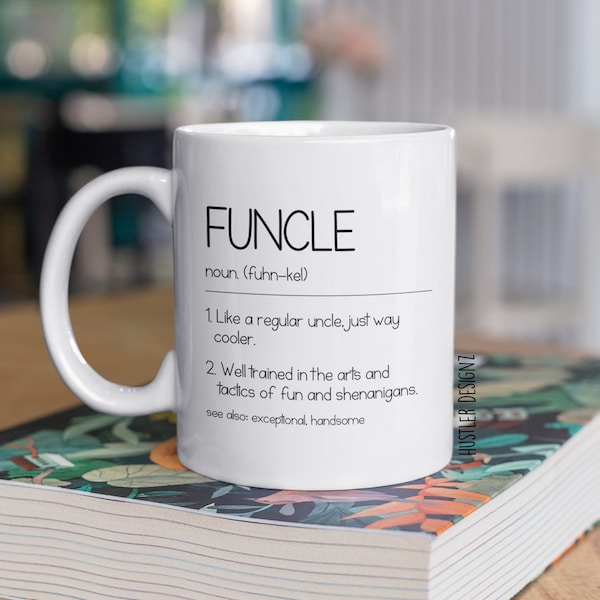 FUNCLE
noun. (fuhn-kel)
1. Like a regular uncle, just way
cooler.
2. Well trained in the arts and
tactics of fun and shenanigans.
see also: exceptional, handsome
HUSTLER DESIGNZ